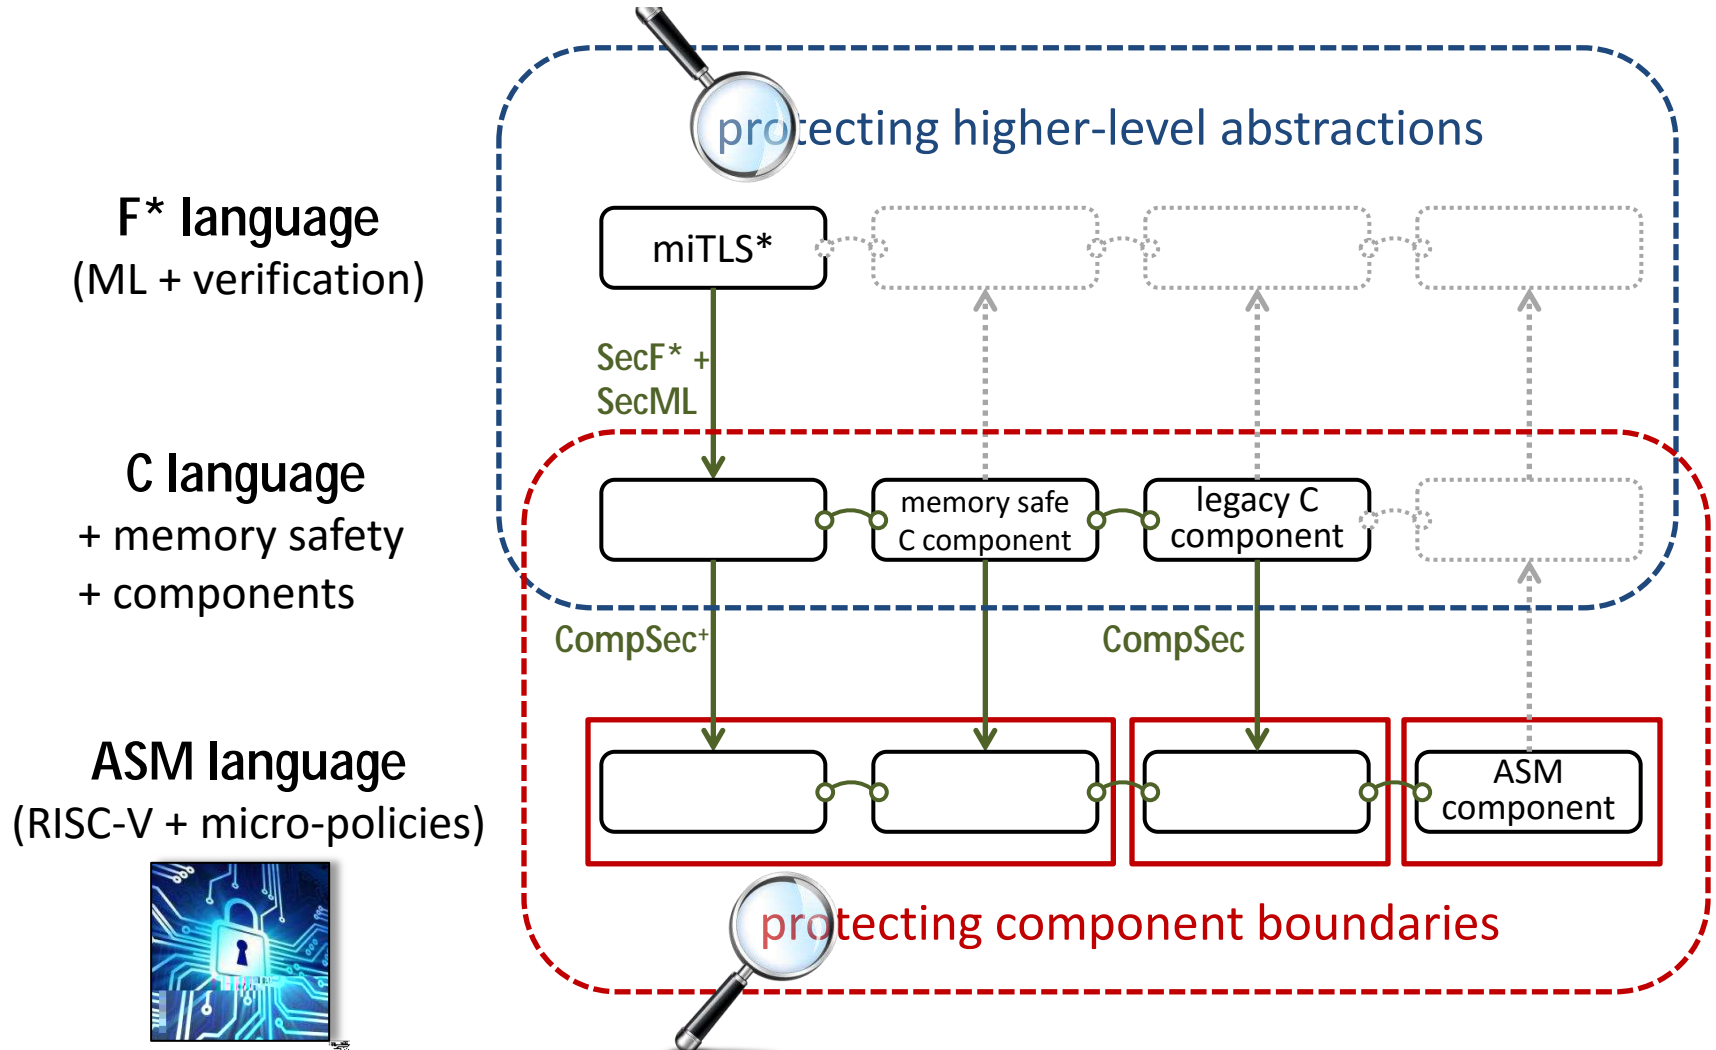 protecting higher-level abstractions
F* language
(ML + verification)
miTLS*
SecF* +
SecML
C language
+ memory safety
+ components
memory safe
C component
legacy C
component
CompSec⁺
CompSec
ASM language
(RISC-V + micro-policies)
ASM
component
protecting component boundaries